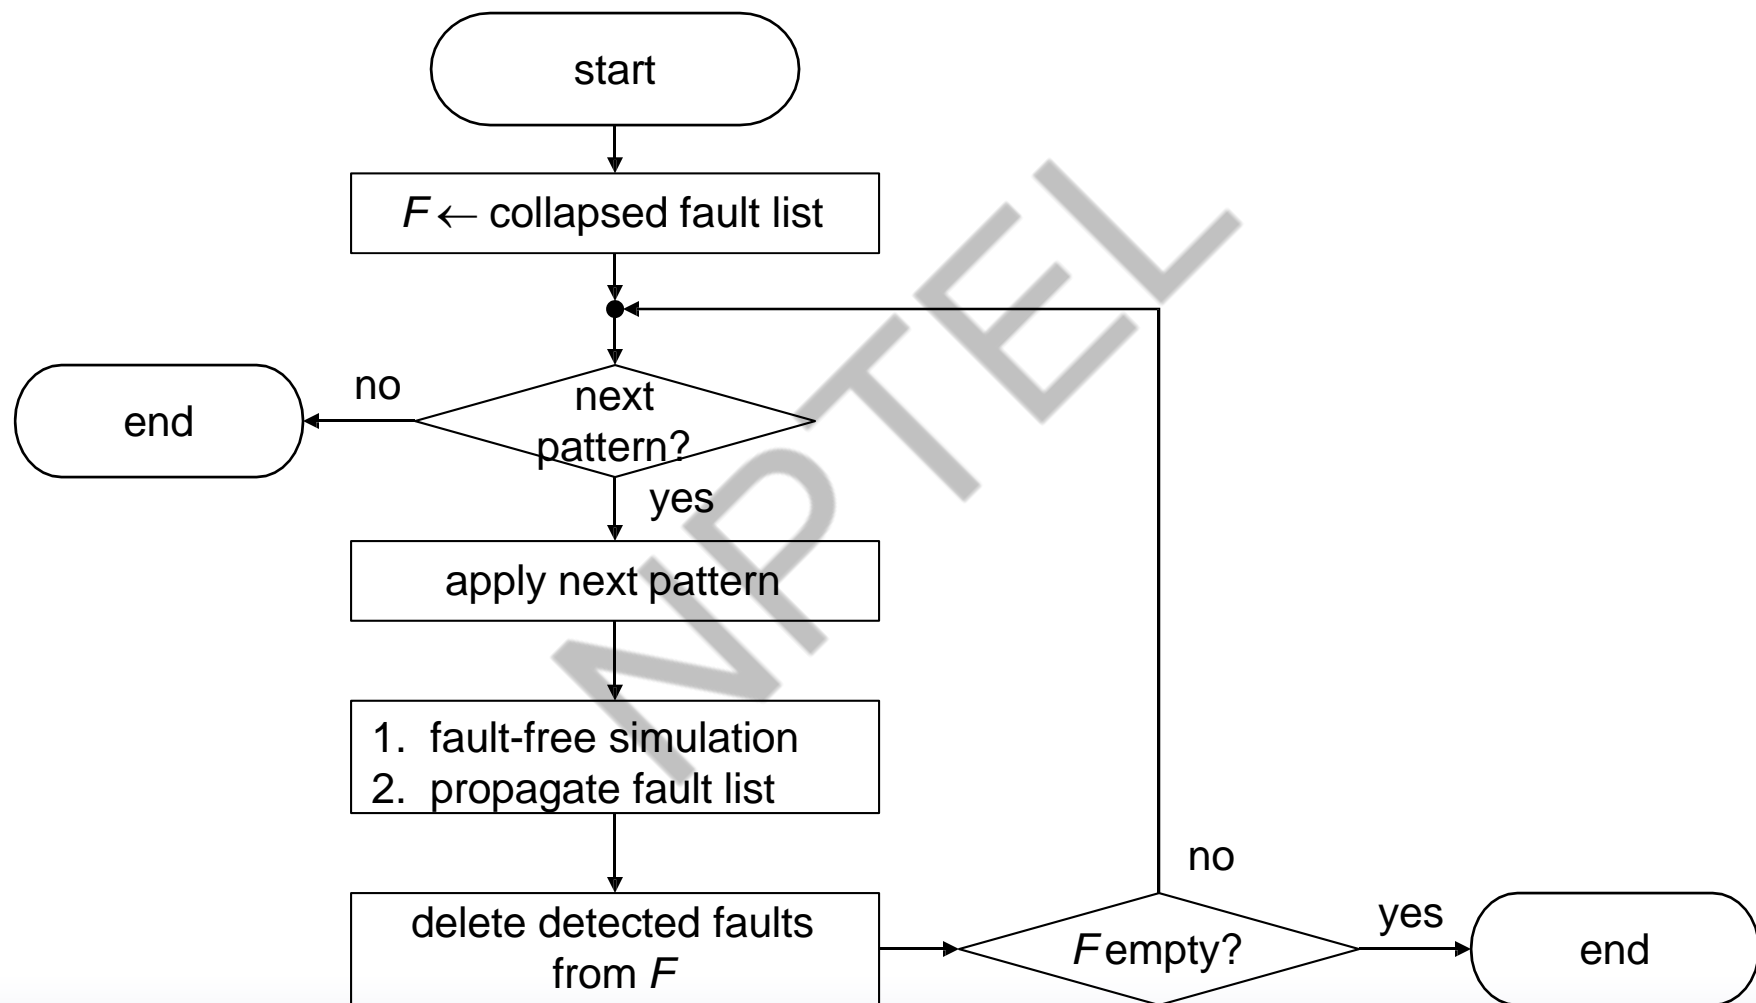 start
F ← collapsed fault list
no
next
pattern?
end
yes
apply next pattern
1. fault-free simulation
2. propagate fault list
no
delete detected faults
from F
F empty?
yes
end
NPTEL